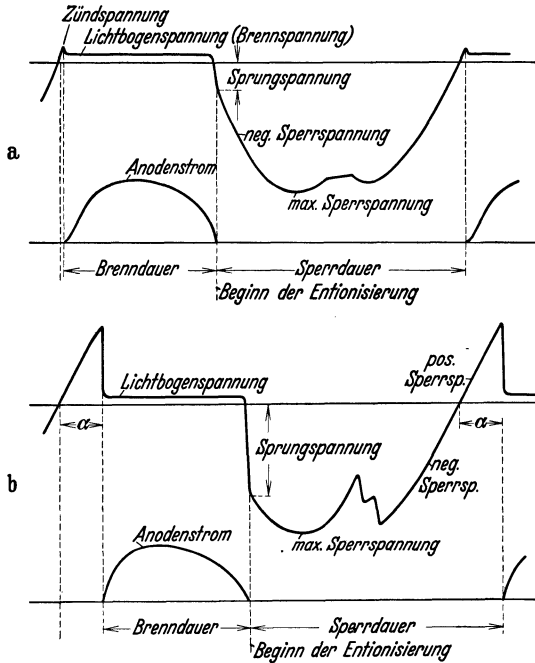 Zündspannung
Lichtbogenspannung (Brennspannung)
Sprungspannung
neg. Sperrspannung
a
Anodenstrom
max. Sperrspannung
Brenndauer
Sperrdauer
Beginn der Entionisierung
Lichtbogenspannung
pos.
Sperrsp.
α
α
Sprungspannung
neg.
Sperrsp.
b
Anodenstrom
max. Sperrspannung
Brenndauer
Sperrdauer
Beginn der Entionisierung